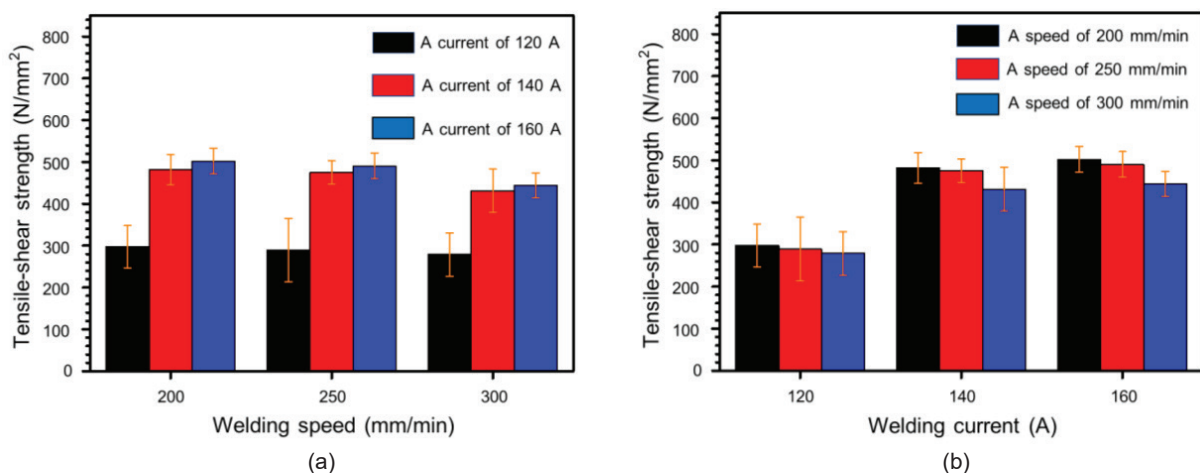 Tensile-shear strength (N/mm²)
800
700
600
500
400
300
200
100
0
A current of 120 A
A current of 140 A
A current of 160 A
200
250
300
Welding speed (mm/min)
(a)
Tensile-shear strength (N/mm²)
800
700
600
500
400
300
200
100
0
A speed of 200 mm/min
A speed of 250 mm/min
A speed of 300 mm/min
120
140
160
Welding current (A)
(b)